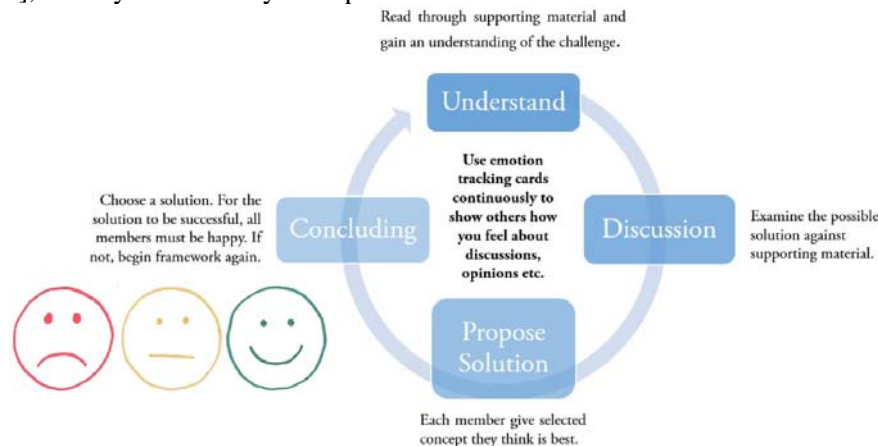 Read through supporting material and
gain an understanding of the challenge.
Understand
Use emotion
tracking cards
continuously to
show others how
you feel about
discussions,
opinions etc.
Discussion
Examine the possible
solution against
supporting material.
Propose
Solution
Each member give selected
concept they think is best.
Concluding
Choose a solution. For the
solution to be successful, all
members must be happy. If
not, begin framework again.